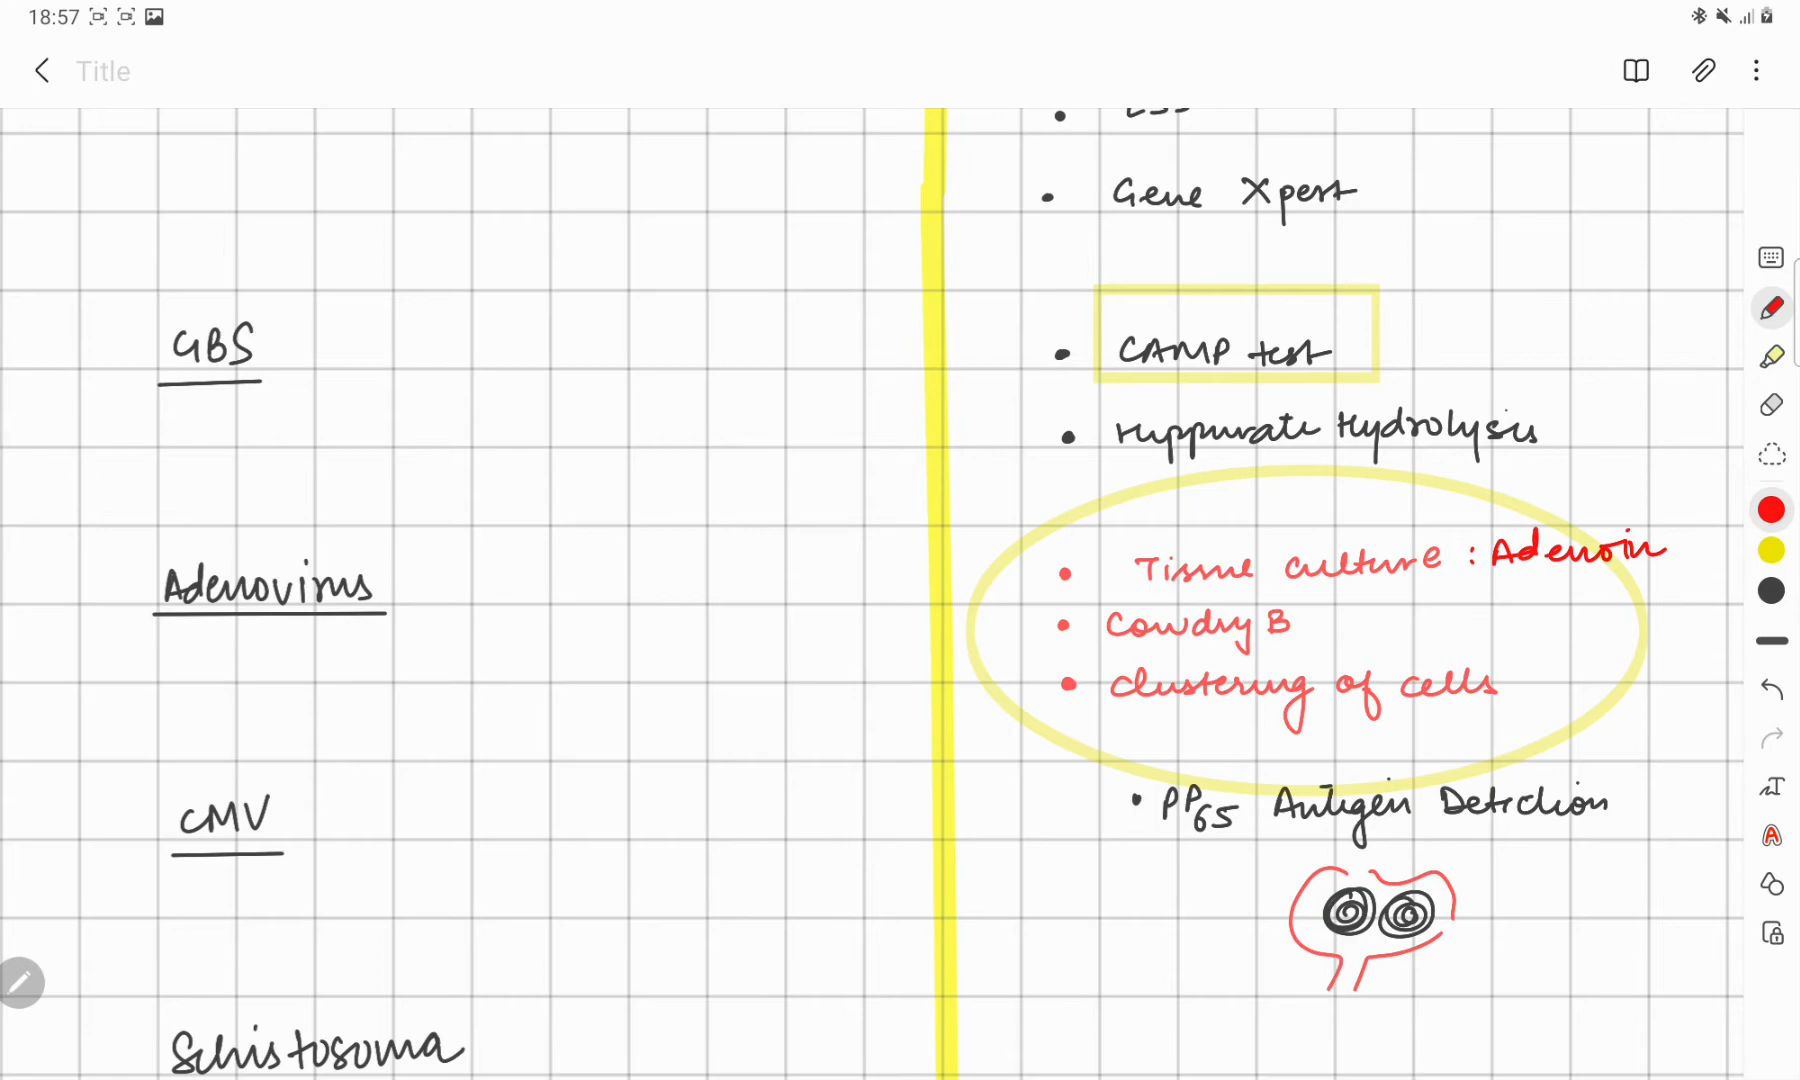 18:57
Title
Gene Xpert
GBS
CAMP test
Hippurate Hydrolysis
Tissue culture : Adenovir
Adenovirus
Cowdry B
clustering of cells
CMV
PP65 Antigen Detection
Schistosoma